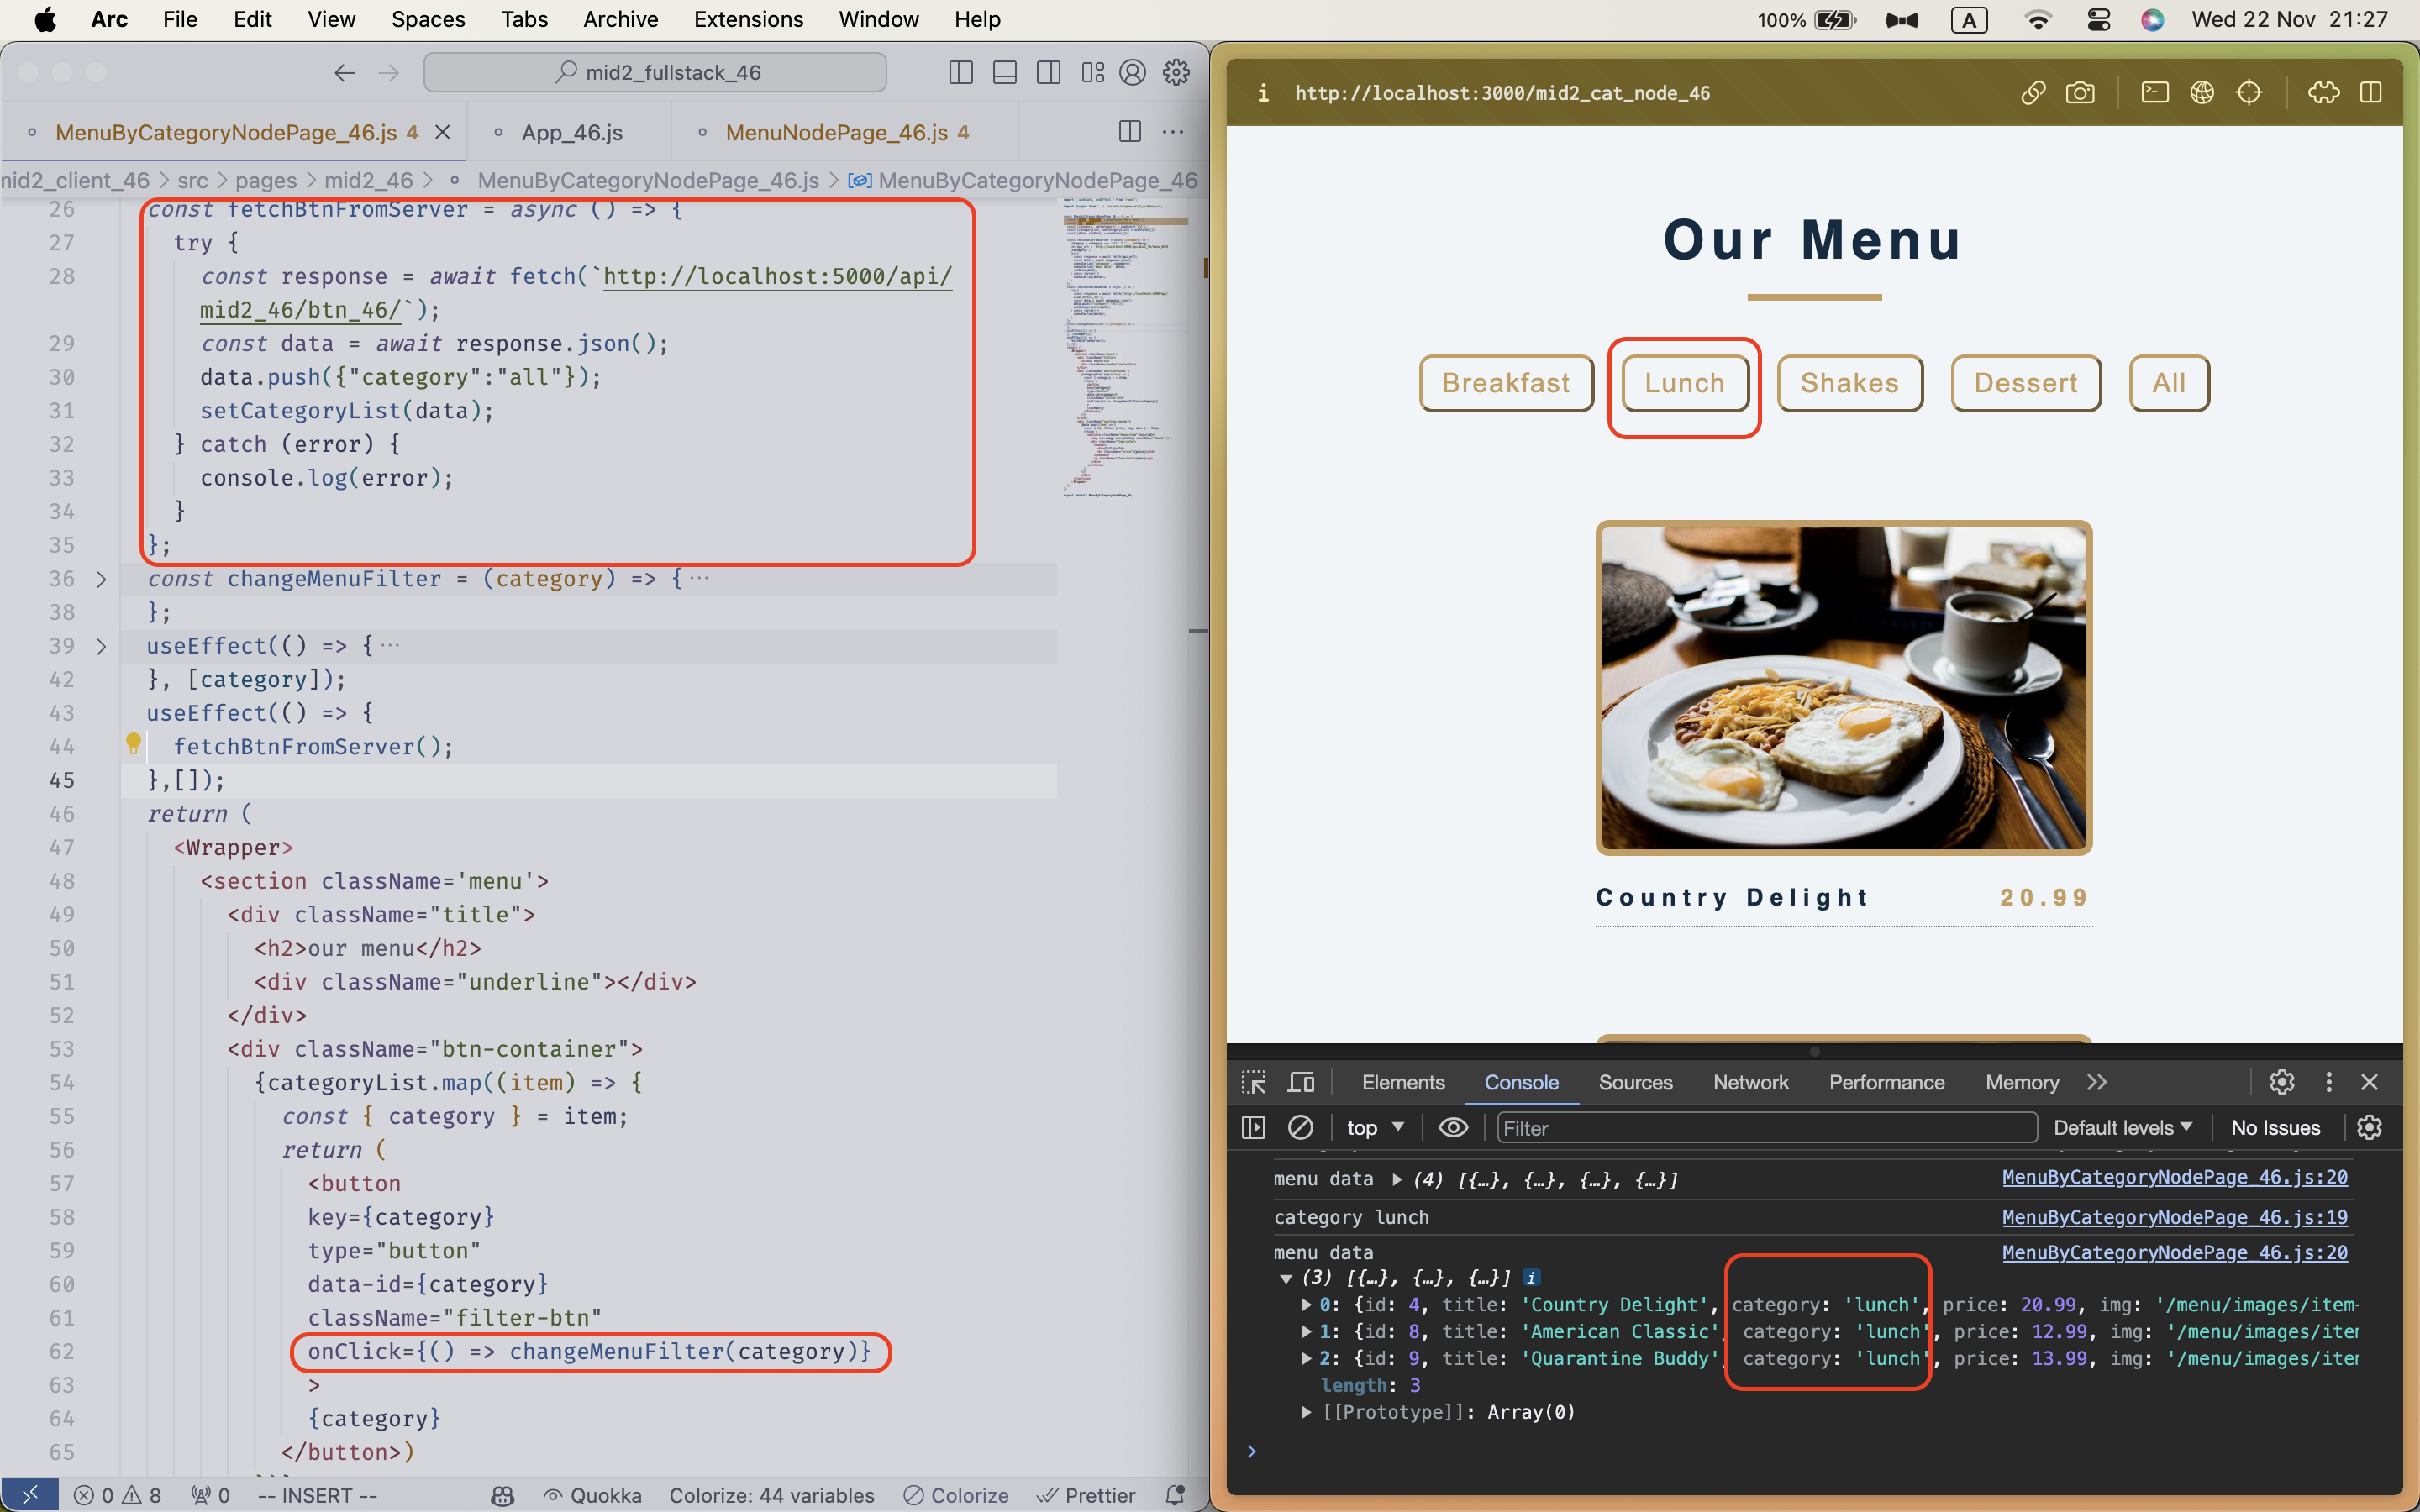 Arc File Edit View Spaces Tabs Archive Extensions Window Help 100% A Wed 22 Nov 21:27
mid2_fullstack_46
MenuByCategoryNodePage_46.js 4 App_46.js MenuNodePage_46.js 4
mid2_client_46 > src > pages > mid2_46 > MenuByCategoryNodePage_46.js > MenuByCategoryNodePage_46
26 const fetchBtnFromServer = async () => {
27 try {
28 const response = await fetch(`http://localhost:5000/api/
mid2_46/btn_46/`);
29 const data = await response.json();
30 data.push({"category":"all"});
31 setCategoryList(data);
32 } catch (error) {
33 console.log(error);
34 }
35 };
36 const changeMenuFilter = (category) => {···
38 };
39 useEffect(() => {···
42 }, [category]);
43 useEffect(() => {
44 fetchBtnFromServer();
45 },[]);
46 return (
47 <Wrapper>
48 <section className='menu'>
49 <div className="title">
50 <h2>our menu</h2>
51 <div className="underline"></div>
52 </div>
53 <div className="btn-container">
54 {categoryList.map((item) => {
55 const { category } = item;
56 return (
57 <button
58 key={category}
59 type="button"
60 data-id={category}
61 className="filter-btn"
62 onClick={() => changeMenuFilter(category)}
63 >
64 {category}
65 </button>)
0 8 0 -- INSERT -- Quokka Colorize: 44 variables Colorize Prettier
http://localhost:3000/mid2_cat_node_46
Our Menu
Breakfast Lunch Shakes Dessert All
Country Delight 20.99
Elements Console Sources Network Performance Memory
top Filter Default levels No Issues
menu data (4) [{…}, {…}, {…}, {…}] MenuByCategoryNodePage_46.js:20
category lunch MenuByCategoryNodePage_46.js:19
menu data MenuByCategoryNodePage_46.js:20
(3) [{…}, {…}, {…}] i
0: {id: 4, title: 'Country Delight', category: 'lunch', price: 20.99, img: '/menu/images/item-
1: {id: 8, title: 'American Classic', category: 'lunch', price: 12.99, img: '/menu/images/item
2: {id: 9, title: 'Quarantine Buddy', category: 'lunch', price: 13.99, img: '/menu/images/item
length: 3
[[Prototype]]: Array(0)